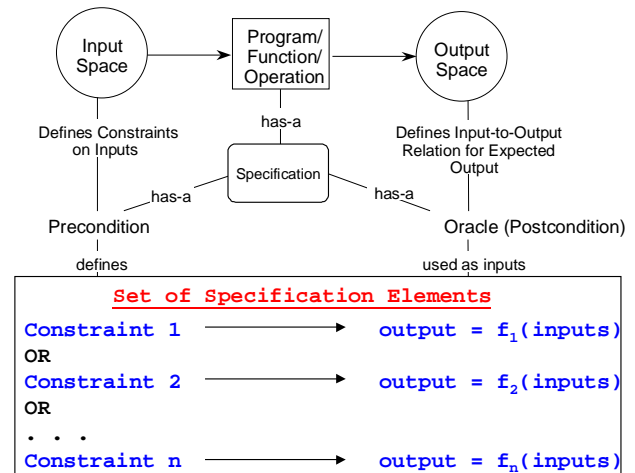 Input
Space
Program/
Function/
Operation
Output
Space
Defines Constraints
on Inputs
has-a
Defines Input-to-Output
Relation for Expected
Output
Specification
has-a
has-a
Precondition
Oracle (Postcondition)
defines
used as inputs
Set of Specification Elements
Constraint 1 output = f₁(inputs)
OR
Constraint 2 output = f₂(inputs)
OR
. . .
Constraint n output = fₙ(inputs)